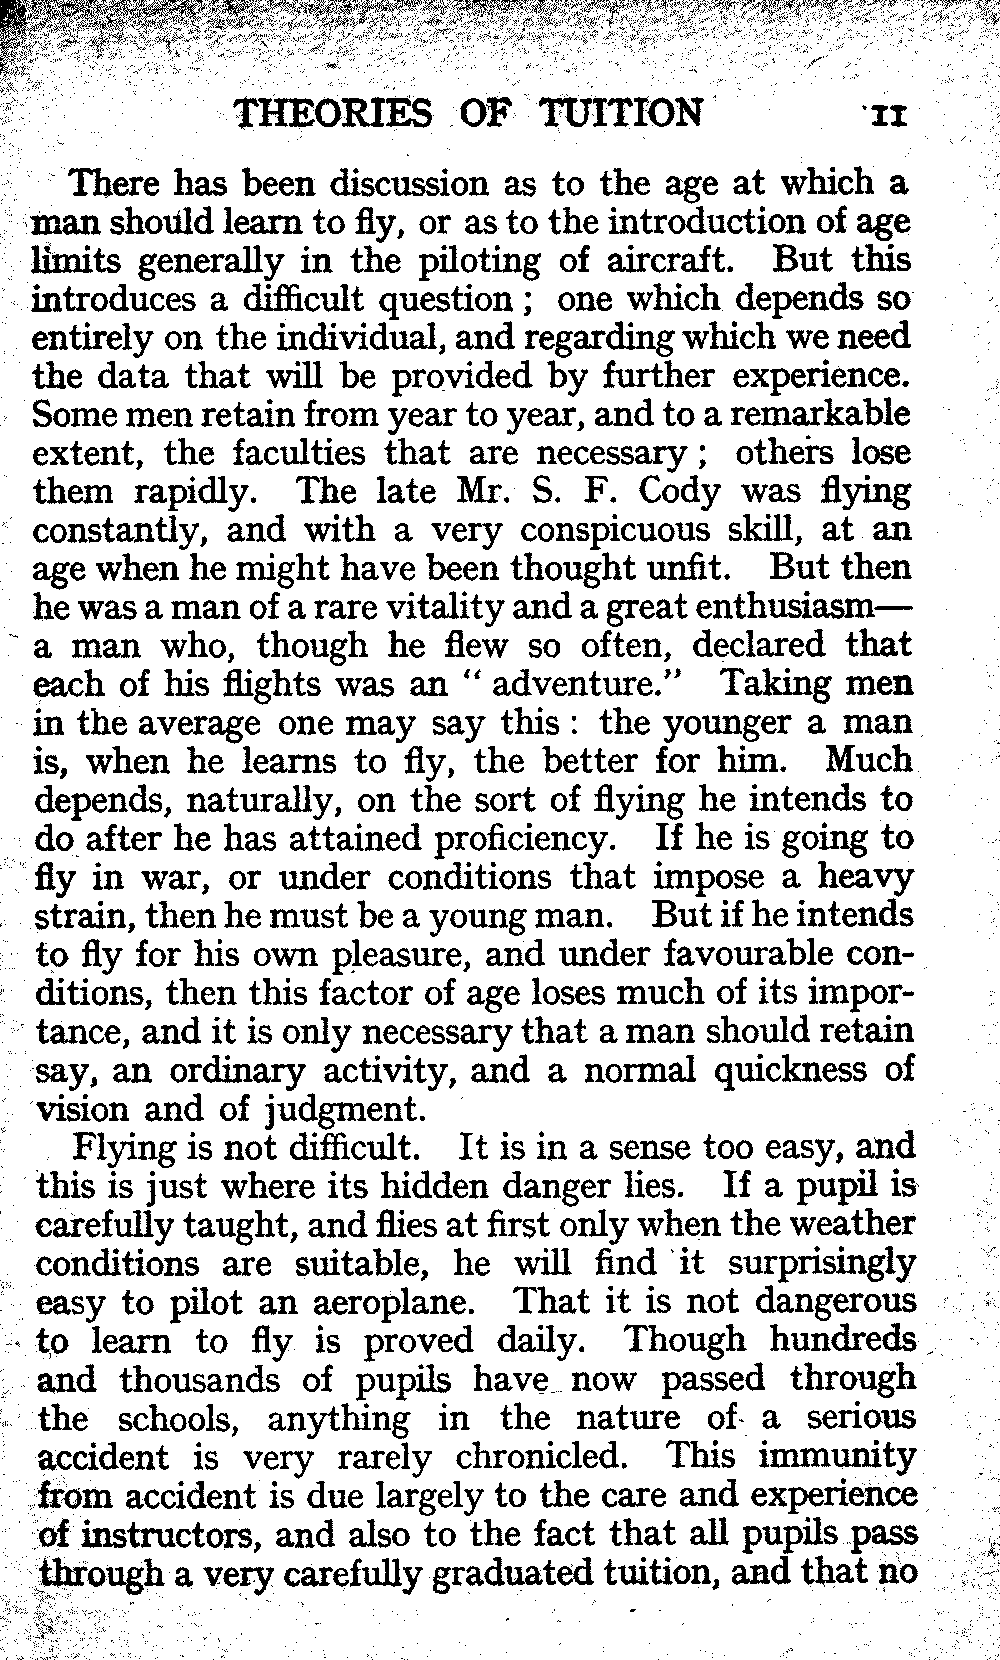 THEORIES OF TUITION 11
There has been discussion as to the age at which a
man should learn to fly, or as to the introduction of age
limits generally in the piloting of aircraft. But this
introduces a difficult question ; one which depends so
entirely on the individual, and regarding which we need
the data that will be provided by further experience.
Some men retain from year to year, and to a remarkable
extent, the faculties that are necessary ; others lose
them rapidly. The late Mr. S. F. Cody was flying
constantly, and with a very conspicuous skill, at an
age when he might have been thought unfit. But then
he was a man of a rare vitality and a great enthusiasm—
a man who, though he flew so often, declared that
each of his flights was an “ adventure.” Taking men
in the average one may say this : the younger a man
is, when he learns to fly, the better for him. Much
depends, naturally, on the sort of flying he intends to
do after he has attained proficiency. If he is going to
fly in war, or under conditions that impose a heavy
strain, then he must be a young man. But if he intends
to fly for his own pleasure, and under favourable con-
ditions, then this factor of age loses much of its impor-
tance, and it is only necessary that a man should retain
say, an ordinary activity, and a normal quickness of
vision and of judgment.
Flying is not difficult. It is in a sense too easy, and
this is just where its hidden danger lies. If a pupil is
carefully taught, and flies at first only when the weather
conditions are suitable, he will find it surprisingly
easy to pilot an aeroplane. That it is not dangerous
to learn to fly is proved daily. Though hundreds
and thousands of pupils have now passed through
the schools, anything in the nature of a serious
accident is very rarely chronicled. This immunity
from accident is due largely to the care and experience
of instructors, and also to the fact that all pupils pass
through a very carefully graduated tuition, and that no